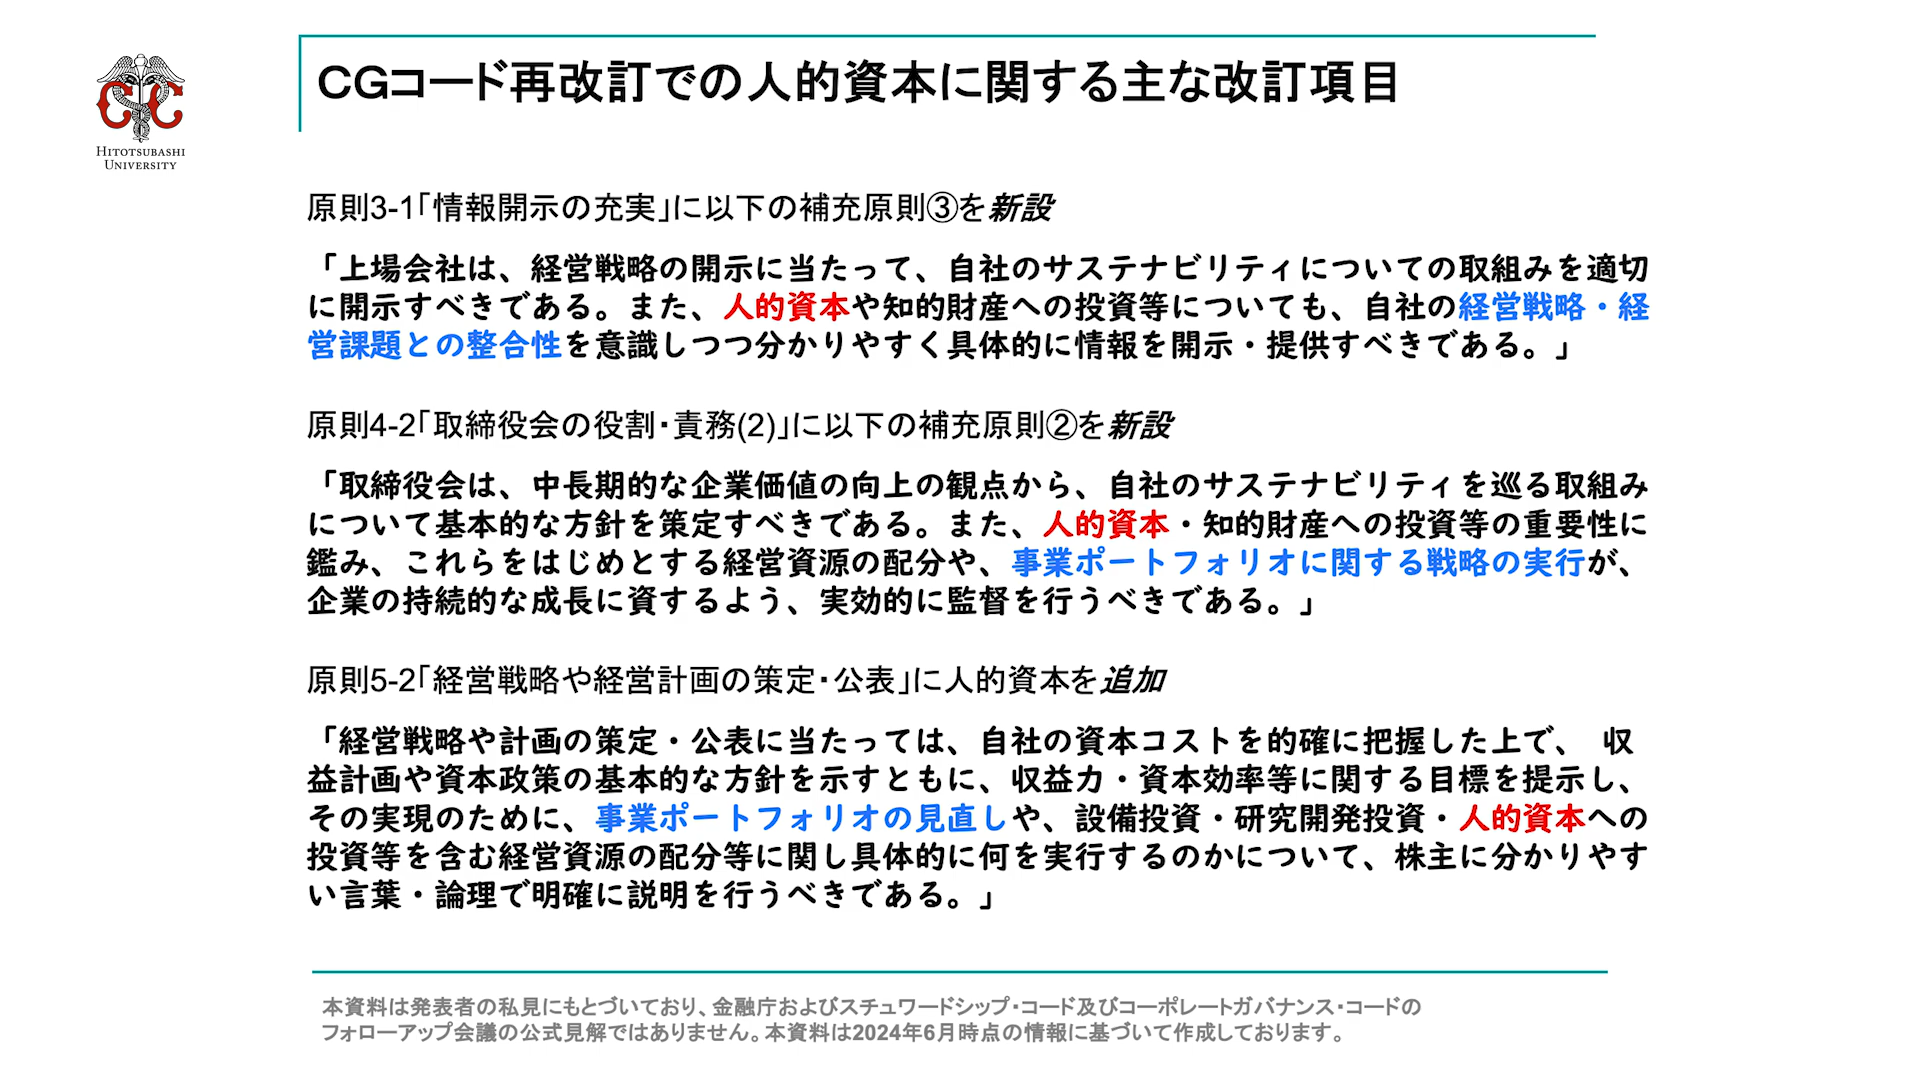 CGコード再改訂での人的資本に関する主な改訂項目
HITOTSUBASHI
UNIVERSITY
原則3-1「情報開示の充実」に以下の補充原則③を新設
「上場会社は、経営戦略の開示に当たって、自社のサステナビリティについての取組みを適切
に開示すべきである。また、人的資本や知的財産への投資等についても、自社の経営戦略・経
営課題との整合性を意識しつつ分かりやすく具体的に情報を開示・提供すべきである。」
原則4-2「取締役会の役割・責務(2)」に以下の補充原則②を新設
「取締役会は、中長期的な企業価値の向上の観点から、自社のサステナビリティを巡る取組み
について基本的な方針を策定すべきである。また、人的資本・知的財産への投資等の重要性に
鑑み、これらをはじめとする経営資源の配分や、事業ポートフォリオに関する戦略の実行が、
企業の持続的な成長に資するよう、実効的に監督を行うべきである。」
原則5-2「経営戦略や経営計画の策定・公表」に人的資本を追加
「経営戦略や計画の策定・公表に当たっては、自社の資本コストを的確に把握した上で、 収
益計画や資本政策の基本的な方針を示すともに、収益力・資本効率等に関する目標を提示し、
その実現のために、事業ポートフォリオの見直しや、設備投資・研究開発投資・人的資本への
投資等を含む経営資源の配分等に関し具体的に何を実行するのかについて、株主に分かりやす
い言葉・論理で明確に説明を行うべきである。」
本資料は発表者の私見にもとづいており、金融庁およびスチュワードシップ・コード及びコーポレートガバナンス・コードの
フォローアップ会議の公式見解ではありません。本資料は2024年6月時点の情報に基づいて作成しております。